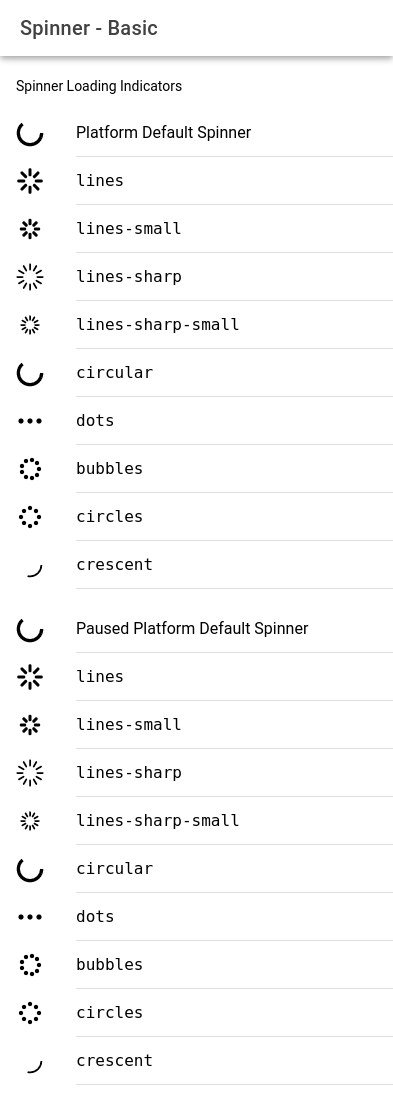 Spinner - Basic
Spinner Loading Indicators
Platform Default Spinner
lines
lines-small
lines-sharp
lines-sharp-small
circular
dots
bubbles
circles
crescent
Paused Platform Default Spinner
lines
lines-small
lines-sharp
lines-sharp-small
circular
dots
bubbles
circles
crescent